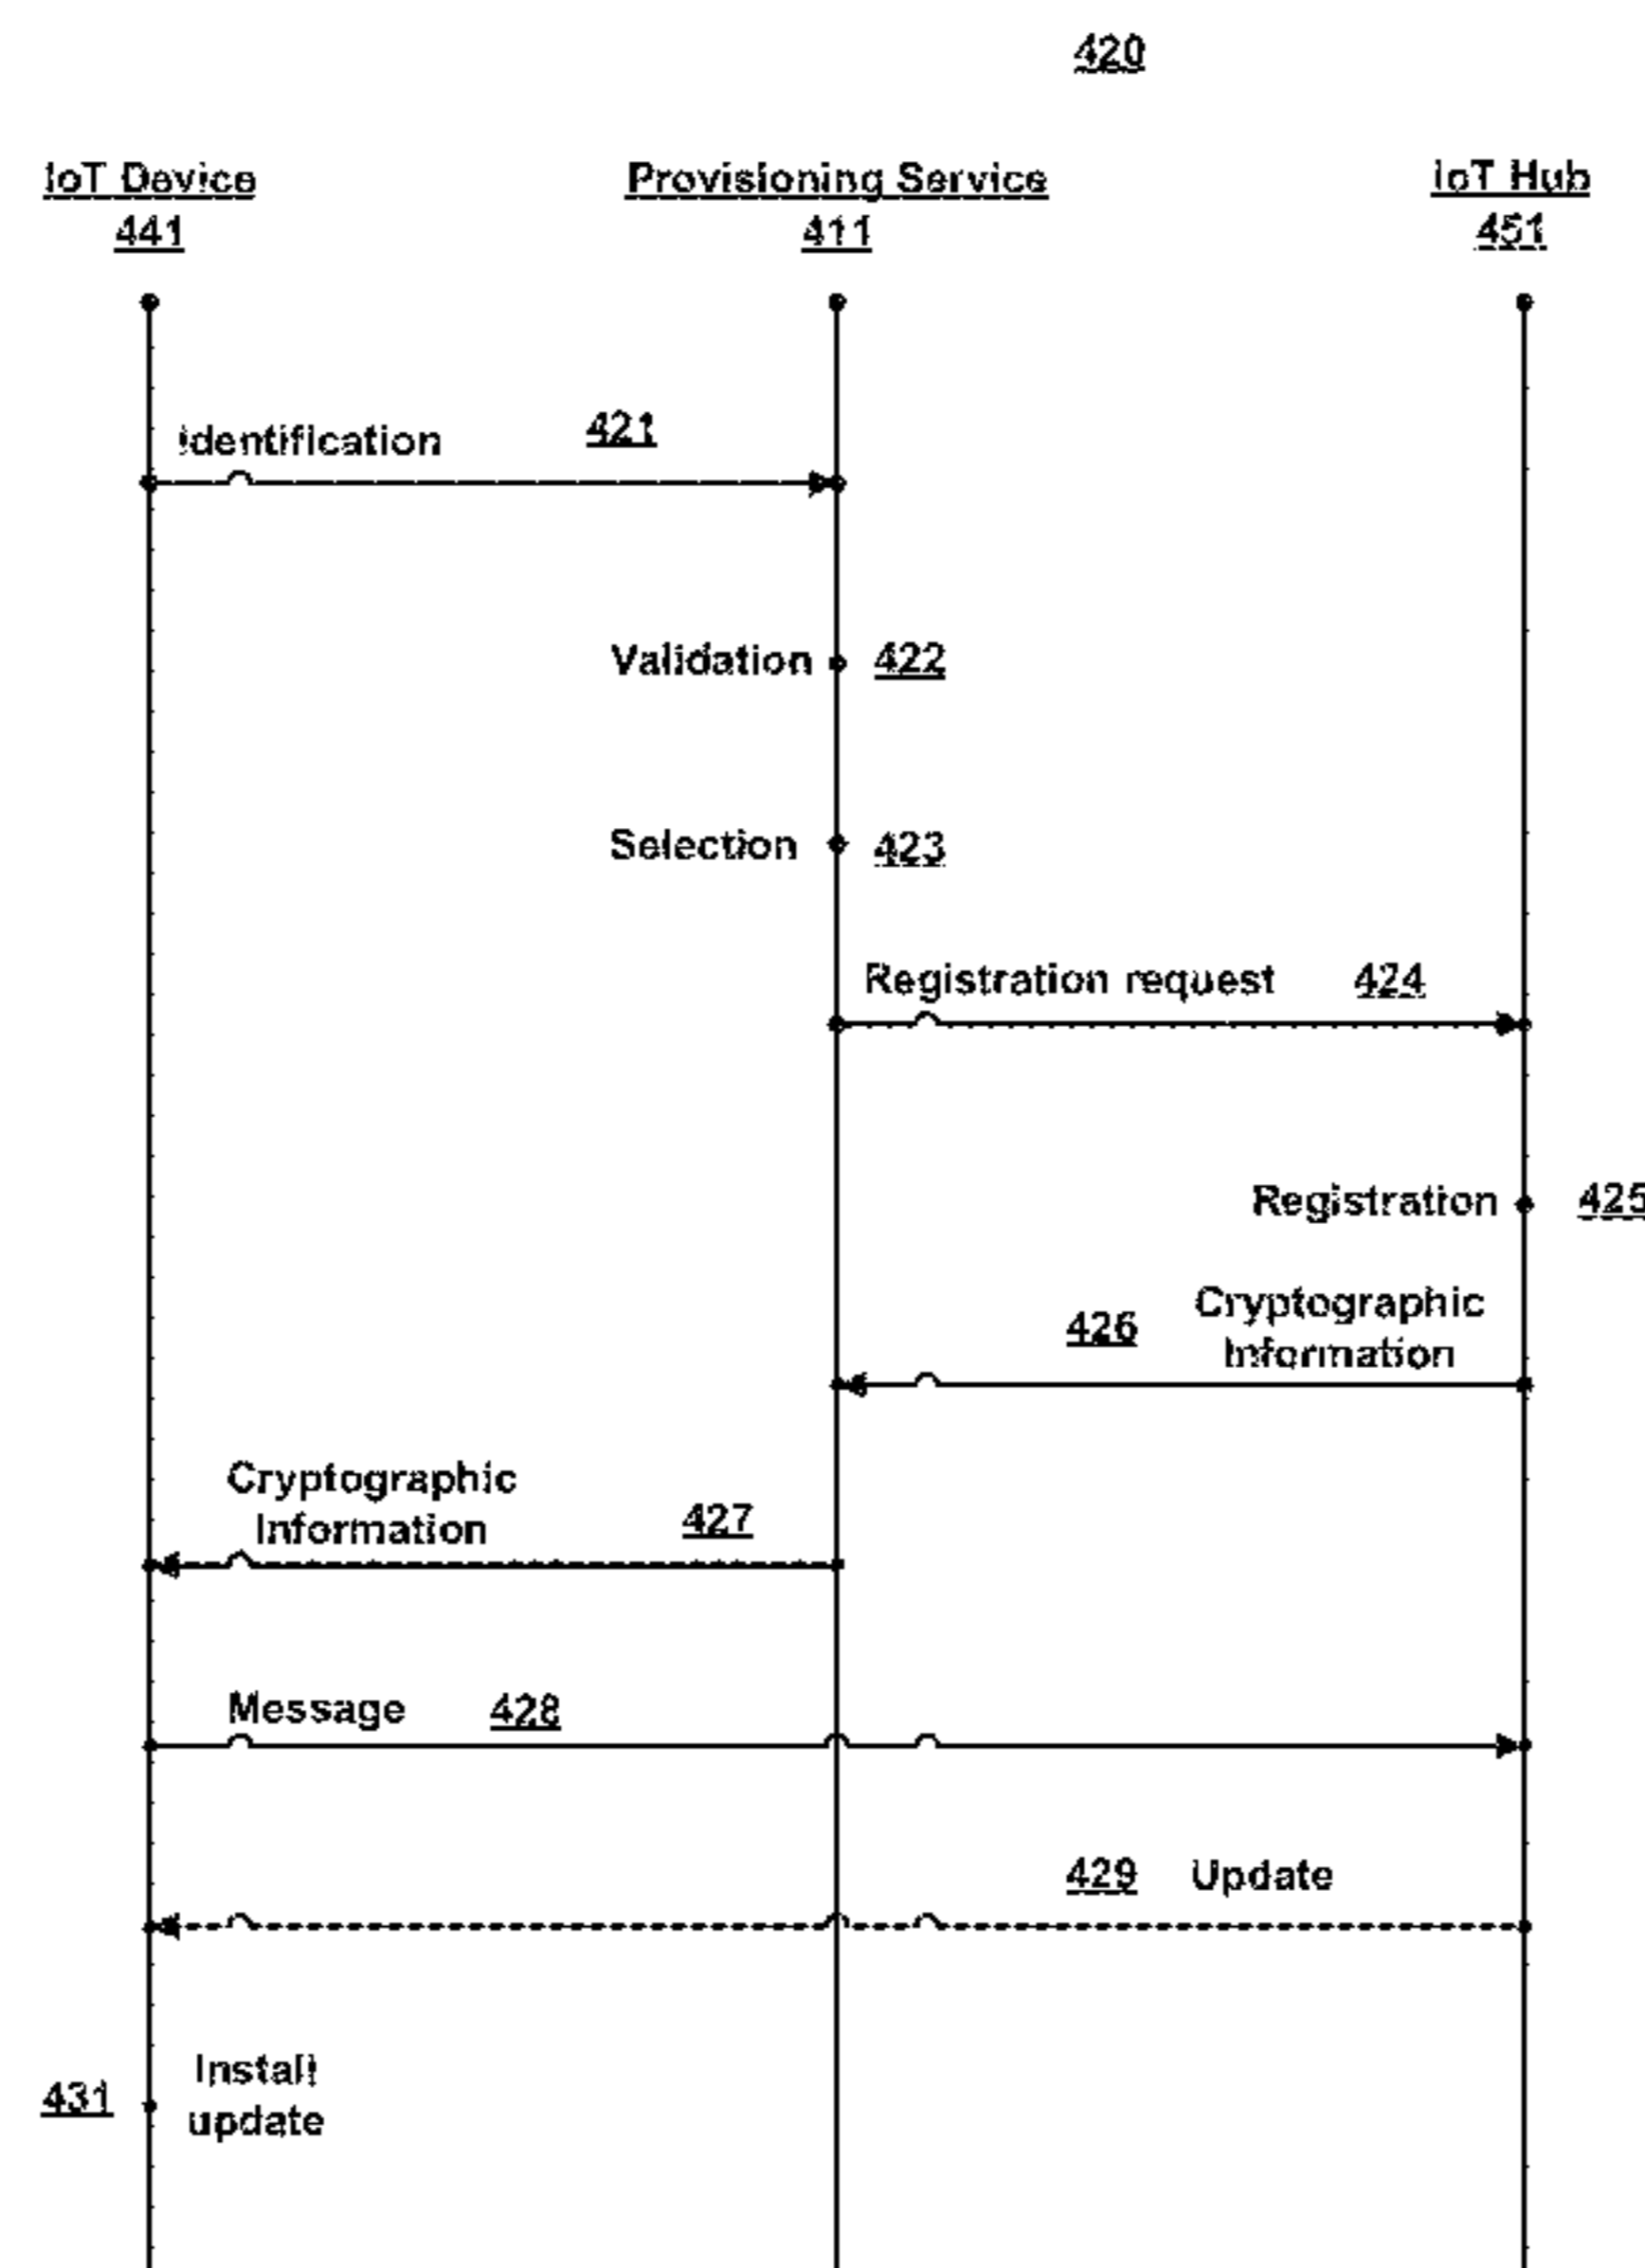 420
IoT Device
Provisioning Service
IoT Hub
441
411
451
Identification
421
Validation
422
Selection
423
Registration request
424
Registration
425
426
Cryptographic
Information
Cryptographic
Information
427
Message
428
429
Update
431
Install
update